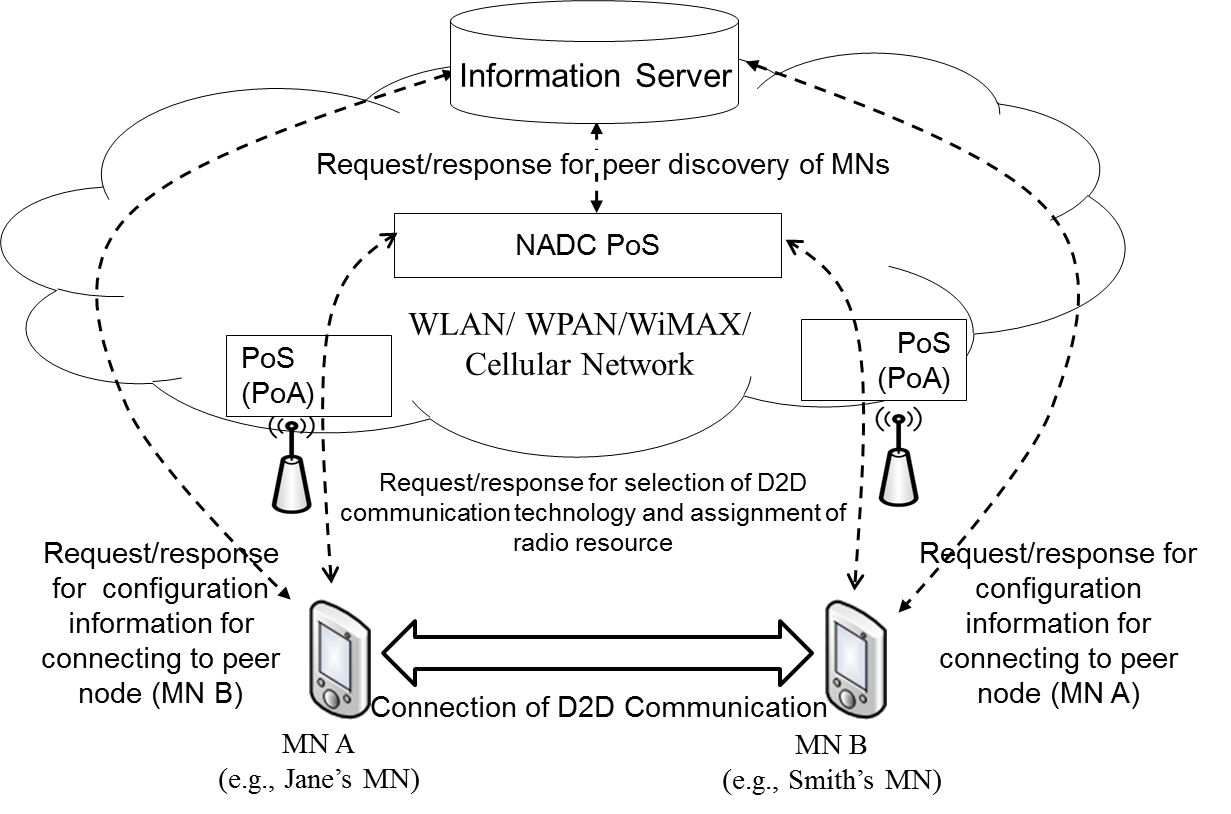 Information Server
Request/response for peer discovery of MNs
NADC PoS
WLAN/ WPAN/WiMAX/
Cellular Network
PoS
(PoA)
PoS
(PoA)
Request/response for selection of D2D
communication technology and assignment of
radio resource
Request/response
for configuration
information for
connecting to peer
node (MN B)
Request/response for
configuration
information for
connecting to peer
node (MN A)
Connection of D2D Communication
MN A
(e.g., Jane’s MN)
MN B
(e.g., Smith’s MN)